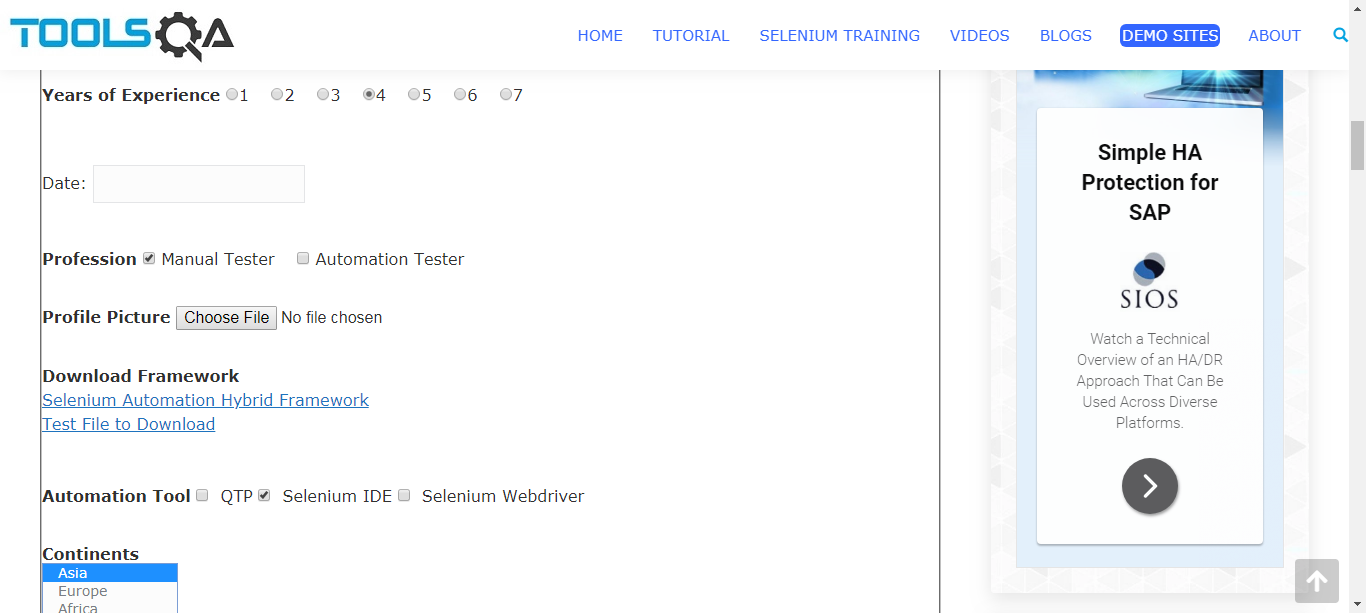 TOOLSQA
HOME TUTORIAL SELENIUM TRAINING VIDEOS BLOGS DEMO SITES ABOUT
Years of Experience 1 2 3 4 5 6 7
Date:
Profession Manual Tester Automation Tester
Profile Picture Choose File No file chosen
Download Framework
Selenium Automation Hybrid Framework
Test File to Download
Automation Tool QTP Selenium IDE Selenium Webdriver
Continents
Asia
Europe
Africa
Simple HA
Protection for
SAP
SIOS
Watch a Technical
Overview of an HA/DR
Approach That Can Be
Used Across Diverse
Platforms.